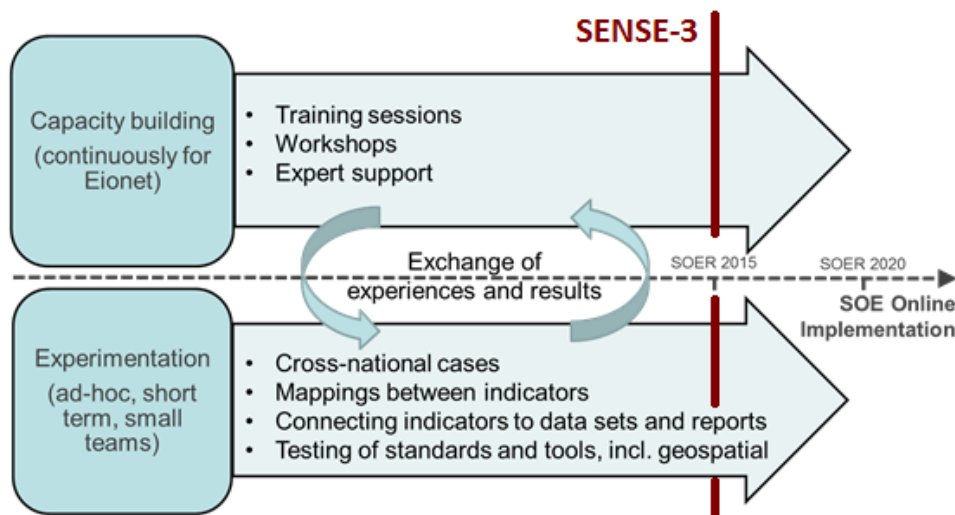 SENSE-3
Capacity building
(continuously for
Eionet)
• Training sessions
• Workshops
• Expert support
Exchange of
experiences and results
SOER 2015
SOER 2020
SOE Online
Implementation
Experimentation
(ad-hoc, short
term, small
teams)
• Cross-national cases
• Mappings between indicators
• Connecting indicators to data sets and reports
• Testing of standards and tools, incl. geospatial